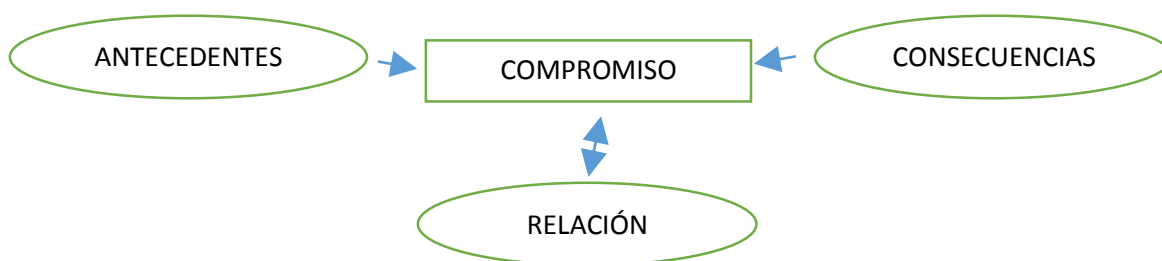 ANTECEDENTES
COMPROMISO
CONSECUENCIAS
RELACIÓN